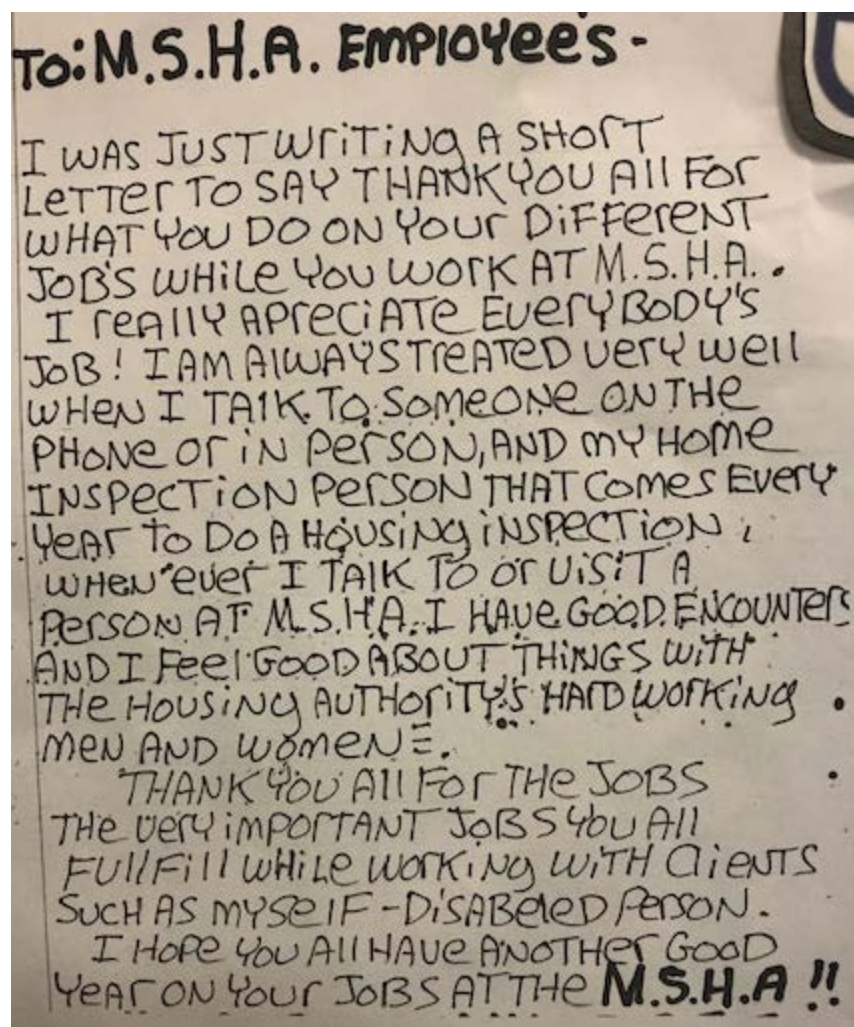 To: M.S.H.A. EMPloYee's -
I WAS JUST WriTiNg A SHorT
LeTTer To SAY THANK YOU All For
WHAT YOU DO ON Your DiFFereNT
JOB'S WHile You WOrK AT M.S.H.A..
I reAllY APreCiATe EVerYBODY'S
JOB! I AM AlWAYS TreATeD Very Well
WHeN I TAlK To SomeoNe ON THe
PHoNe or iN PersoN, AND mY Home
INSPecTioN PersoN THAT comes EVerY
YeAr To Do A HousiNg iNSPecTioN.
WHeN'ever I TAlK To or VisiT A
PersoN AT M.S.H.A. I HAVe GOOD ENCOUNTers
AND I Feel GOOD ABOUT THiNGS WiTH
THe HousiNg AUTHoriTY'S HArD WorKiNg
meN AND WomeN.
THANK YOU All For THe JOBS
THe Very imPorTANT JOBS YOU All
FullFill WHiLe WorKiNg WiTH ClieNTS
SUCH AS mYSelF - DiSABeleD PersoN.
I HoPe YOU All HAVe ANOTHer GOOD
YeAr ON Your JOBS AT THe M.S.H.A!!